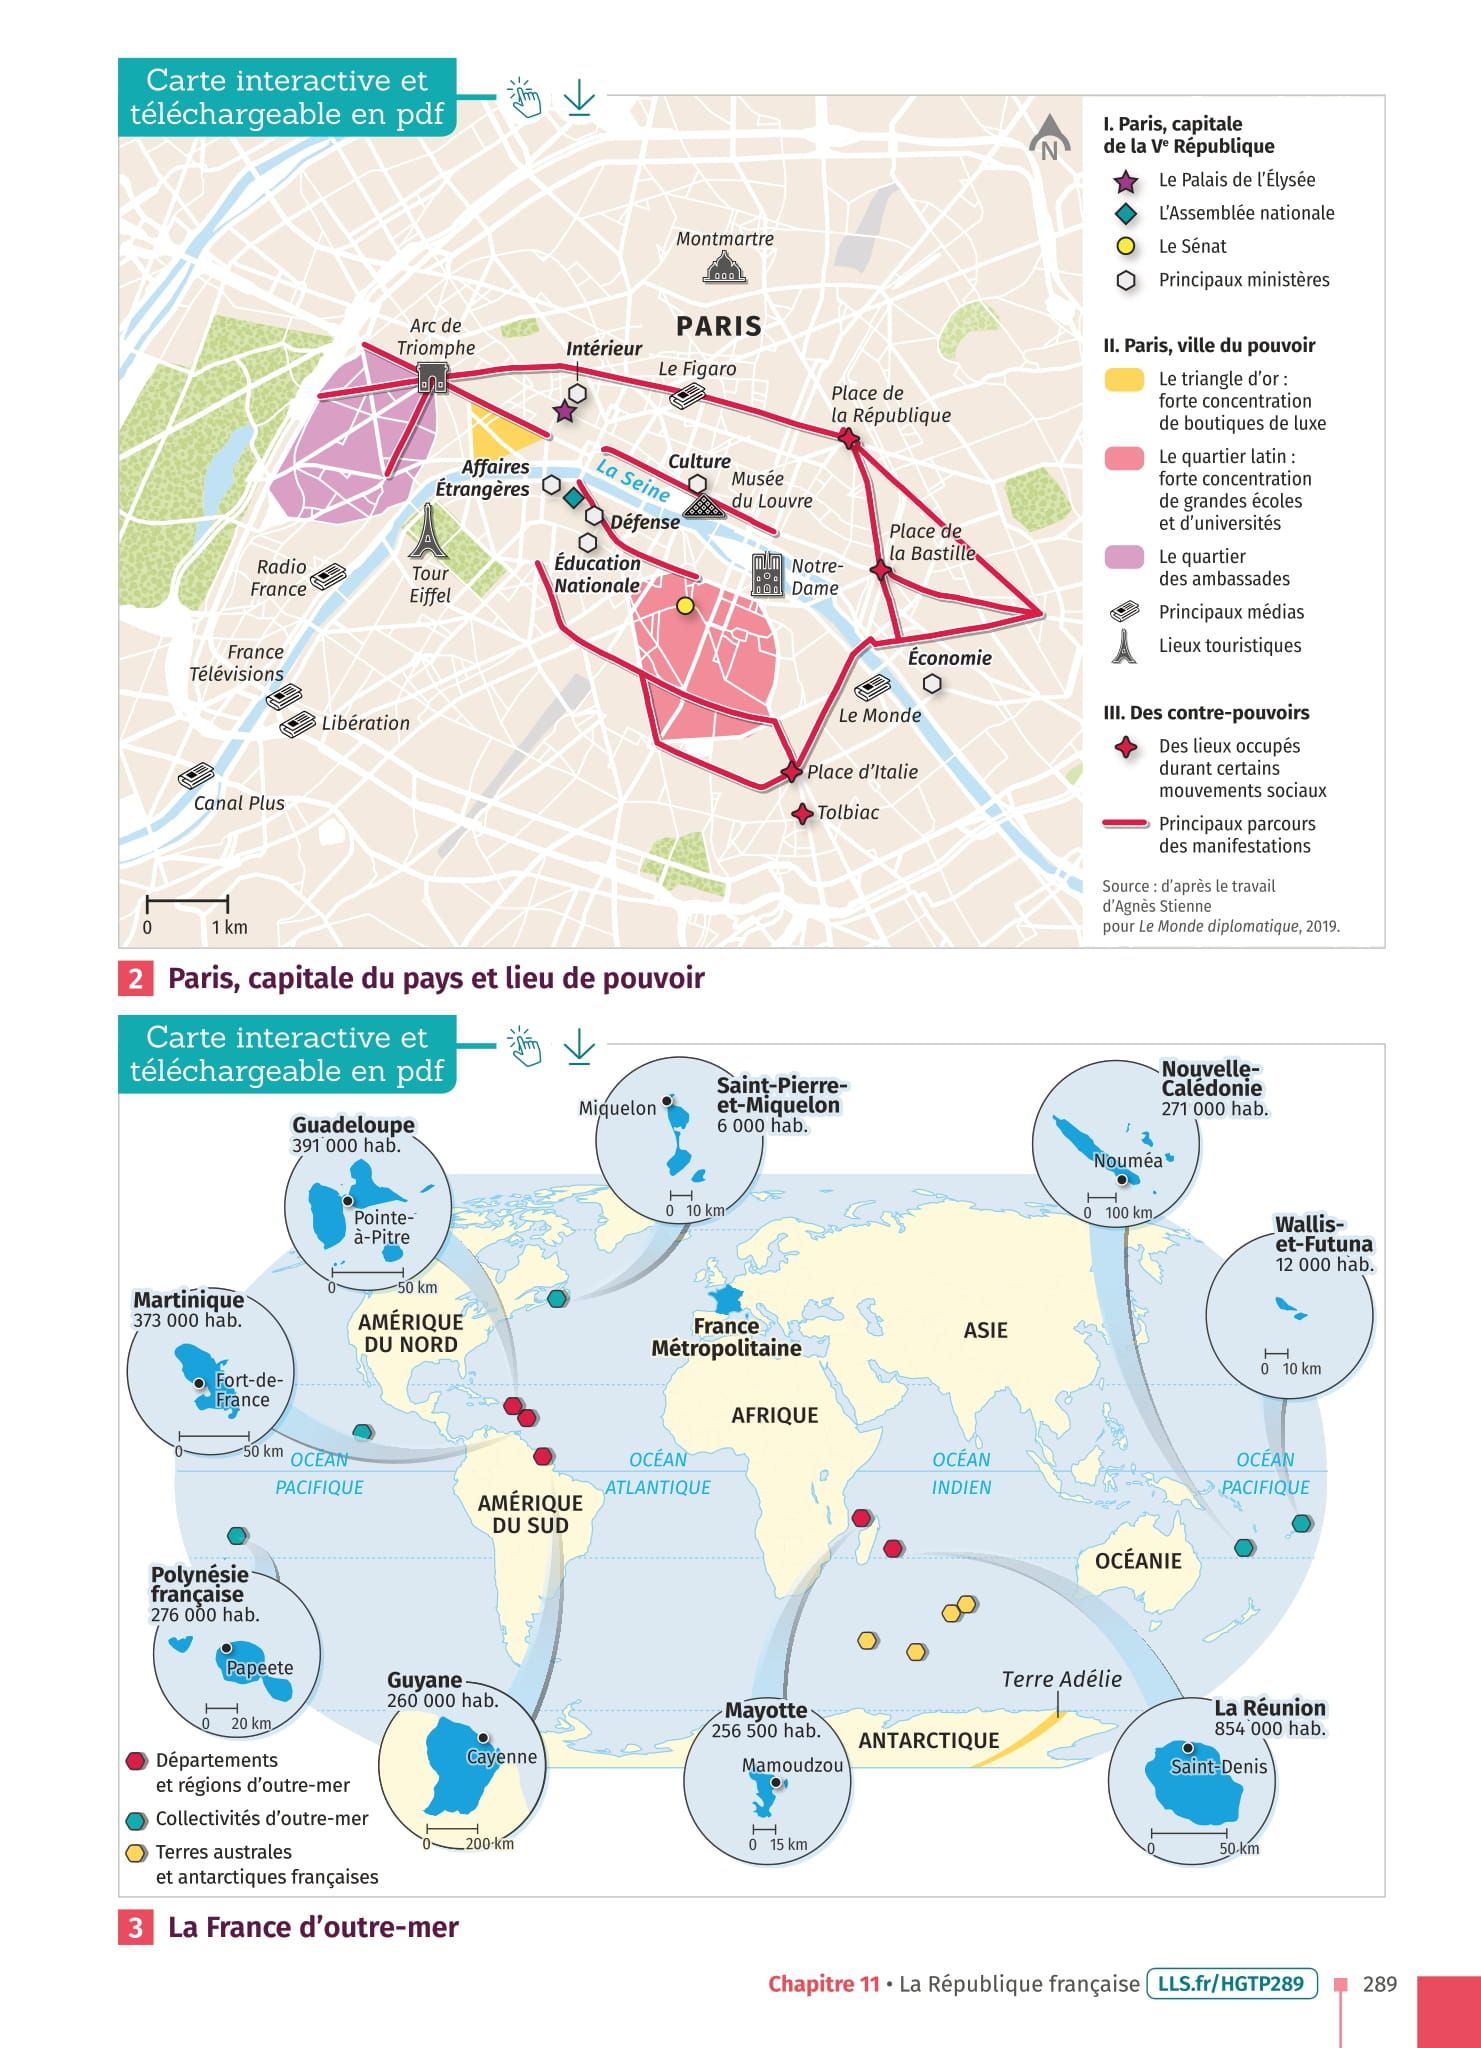 Carte interactive et
téléchargeable en pdf
N
Montmartre
PARIS
Arc de
Triomphe
Intérieur
Le Figaro
Place de
la République
Affaires
Étrangères
La Seine
Culture
Musée
du Louvre
Défense
Place de
la Bastille
Éducation
Nationale
Notre-
Dame
Radio
France
Tour
Eiffel
France
Télévisions
Libération
Économie
Le Monde
Canal Plus
Place d'Italie
Tolbiac
0 1 km
I. Paris, capitale
de la Ve République
Le Palais de l'Élysée
L'Assemblée nationale
Le Sénat
Principaux ministères
II. Paris, ville du pouvoir
Le triangle d'or :
forte concentration
de boutiques de luxe
Le quartier latin :
forte concentration
de grandes écoles
et d'universités
Le quartier
des ambassades
Principaux médias
Lieux touristiques
III. Des contre-pouvoirs
Des lieux occupés
durant certains
mouvements sociaux
Principaux parcours
des manifestations
Source : d'après le travail
d'Agnès Stienne
pour Le Monde diplomatique, 2019.
2 Paris, capitale du pays et lieu de pouvoir
Carte interactive et
téléchargeable en pdf
Guadeloupe
391 000 hab.
Pointe-
à-Pitre
0 50 km
Miquelon
Saint-Pierre-
et-Miquelon
6 000 hab.
0 10 km
Nouvelle-
Calédonie
271 000 hab.
Nouméa
0 100 km
Wallis-
et-Futuna
12 000 hab.
0 10 km
Martinique
373 000 hab.
Fort-de-
France
0 50 km
AMÉRIQUE
DU NORD
France
Métropolitaine
ASIE
AFRIQUE
OCÉAN
PACIFIQUE
OCÉAN
ATLANTIQUE
OCÉAN
INDIEN
OCÉAN
PACIFIQUE
AMÉRIQUE
DU SUD
OCÉANIE
Polynésie
française
276 000 hab.
Papeete
0 20 km
Guyane
260 000 hab.
Cayenne
0 200 km
Mayotte
256 500 hab.
Mamoudzou
0 15 km
Terre Adélie
ANTARCTIQUE
La Réunion
854 000 hab.
Saint-Denis
0 50 km
Départements
et régions d'outre-mer
Collectivités d'outre-mer
Terres australes
et antarctiques françaises
3 La France d'outre-mer
Chapitre 11 • La République française LLS.fr/HGTP289 289